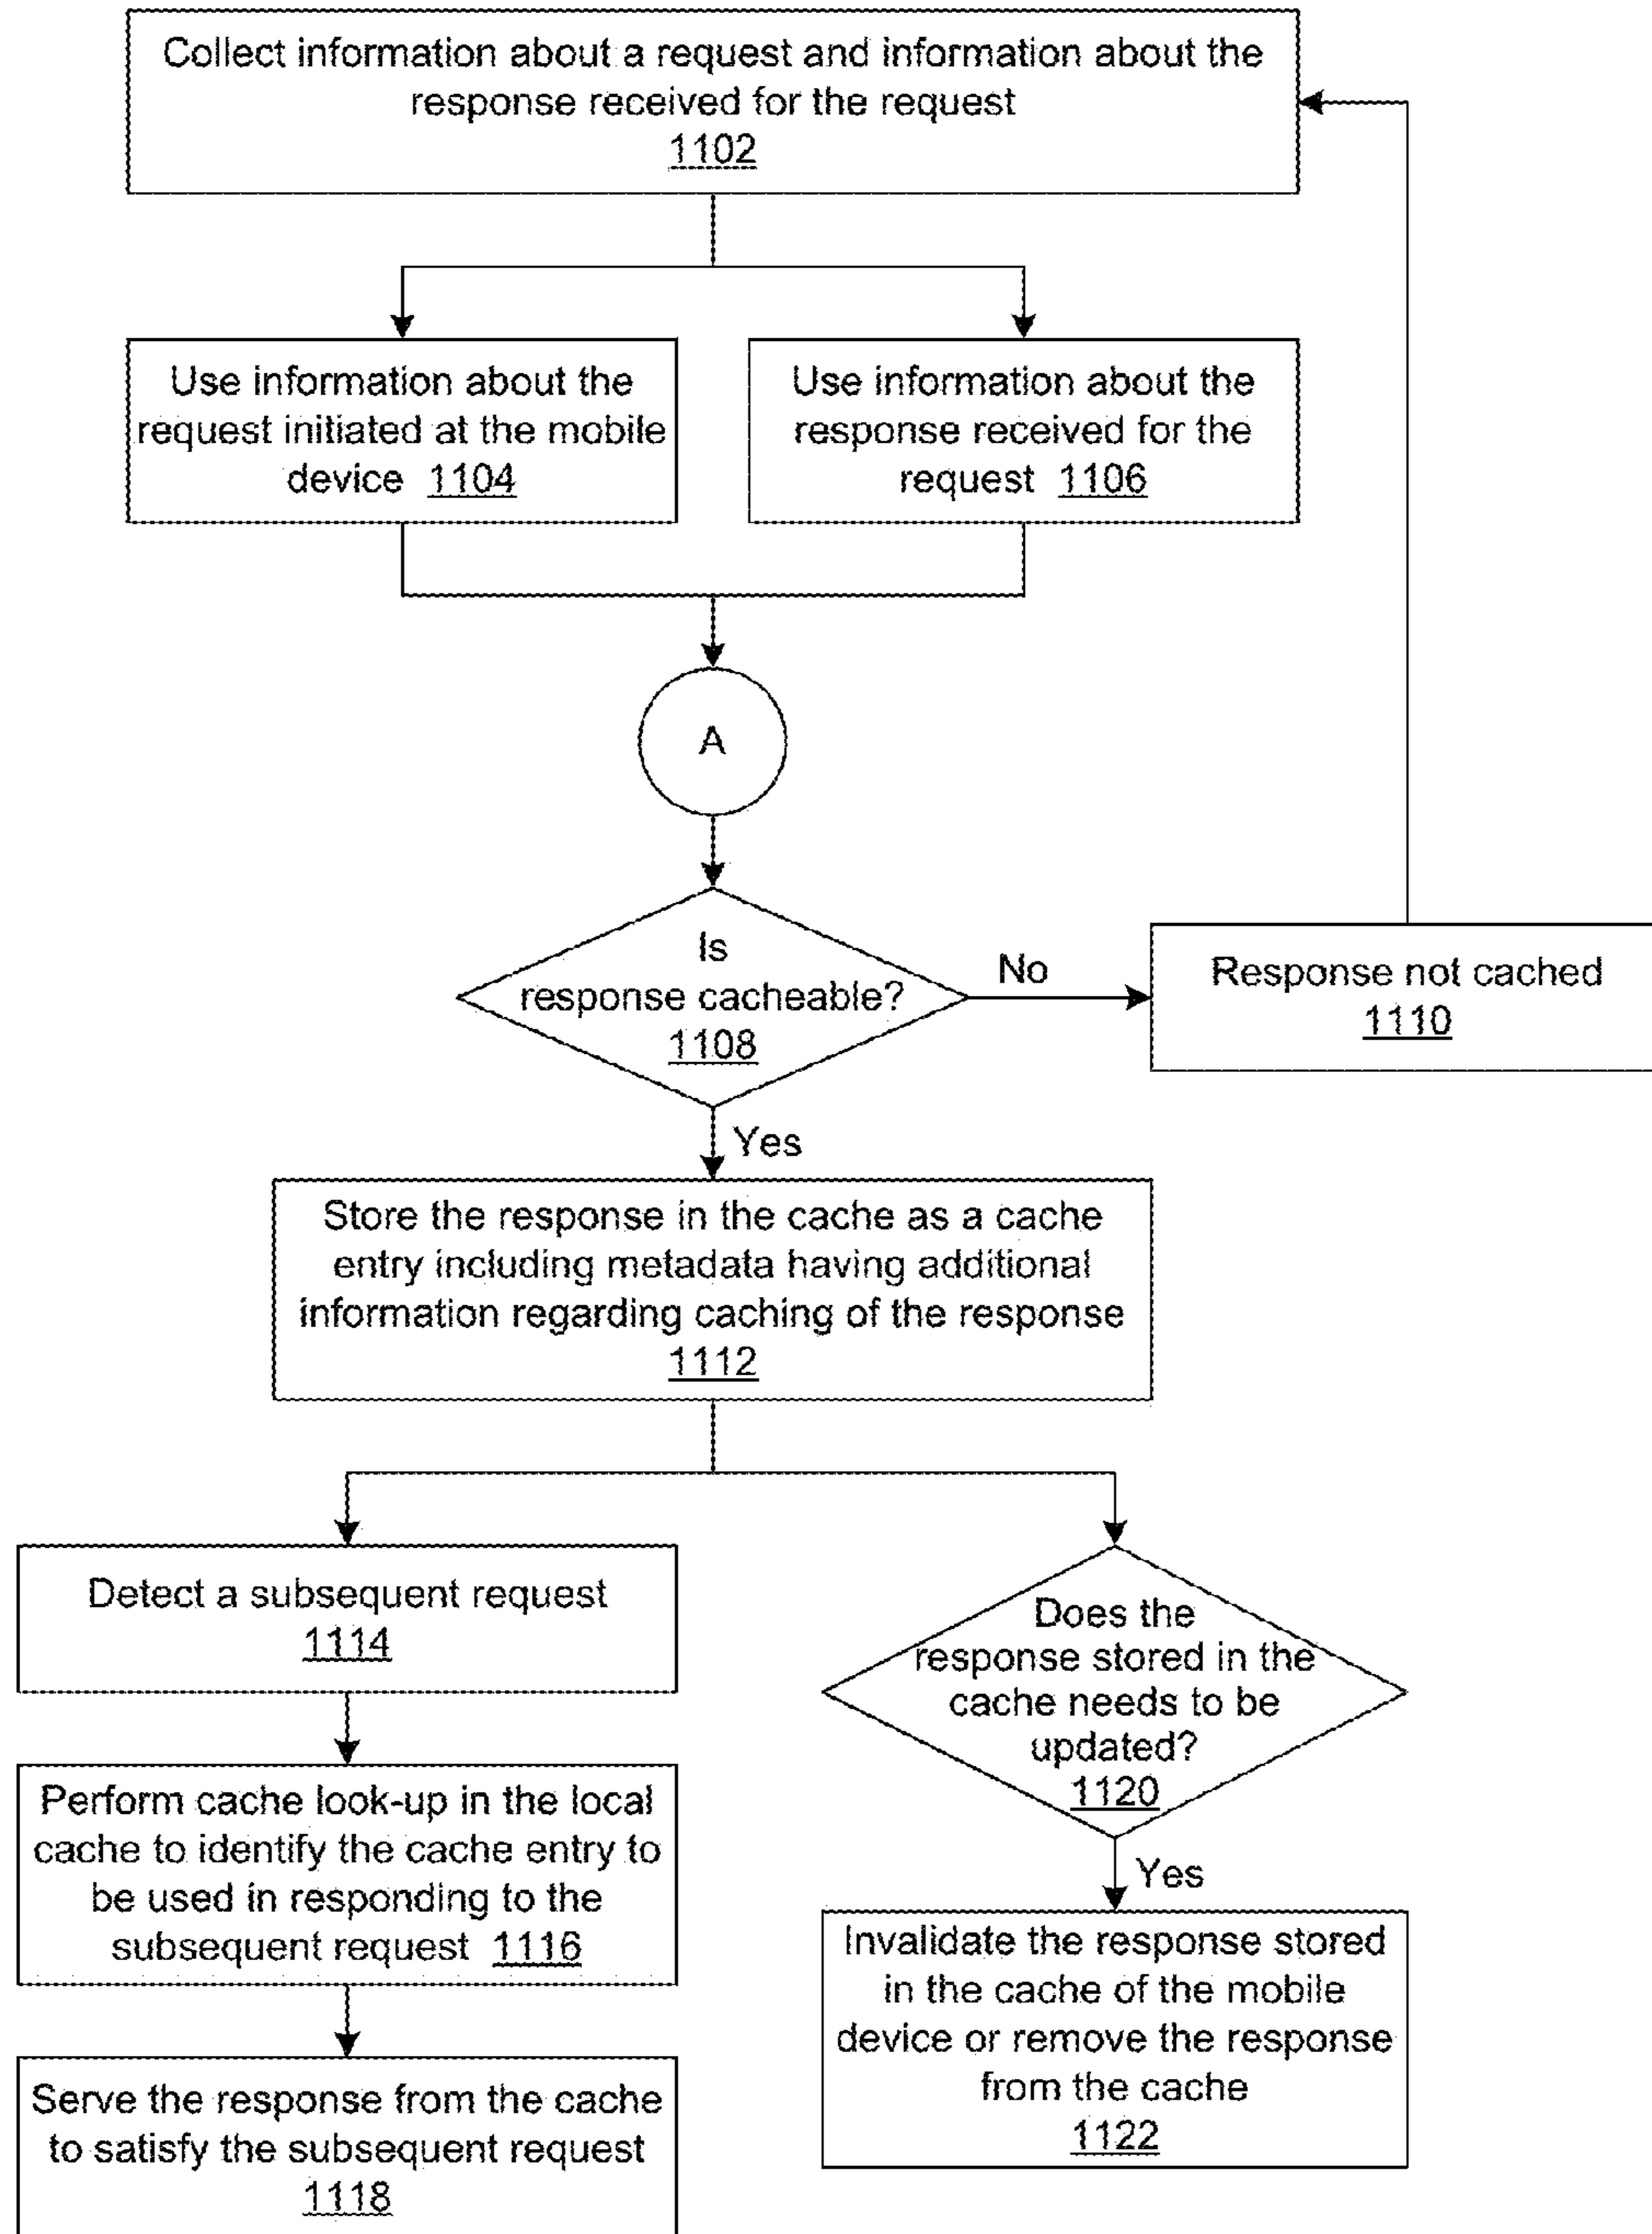 Collect information about a request and information about the
response received for the request
1102
Use information about the
request initiated at the mobile
device 1104
Use information about the
response received for the
request 1106
A
Is
response cacheable?
1108
No
Response not cached
1110
Yes
Store the response in the cache as a cache
entry including metadata having additional
information regarding caching of the response
1112
Detect a subsequent request
1114
Perform cache look-up in the local
cache to identify the cache entry to
be used in responding to the
subsequent request 1116
Serve the response from the cache
to satisfy the subsequent request
1118
Does the
response stored in the
cache needs to be
updated?
1120
Yes
Invalidate the response stored
in the cache of the mobile
device or remove the response
from the cache
1122